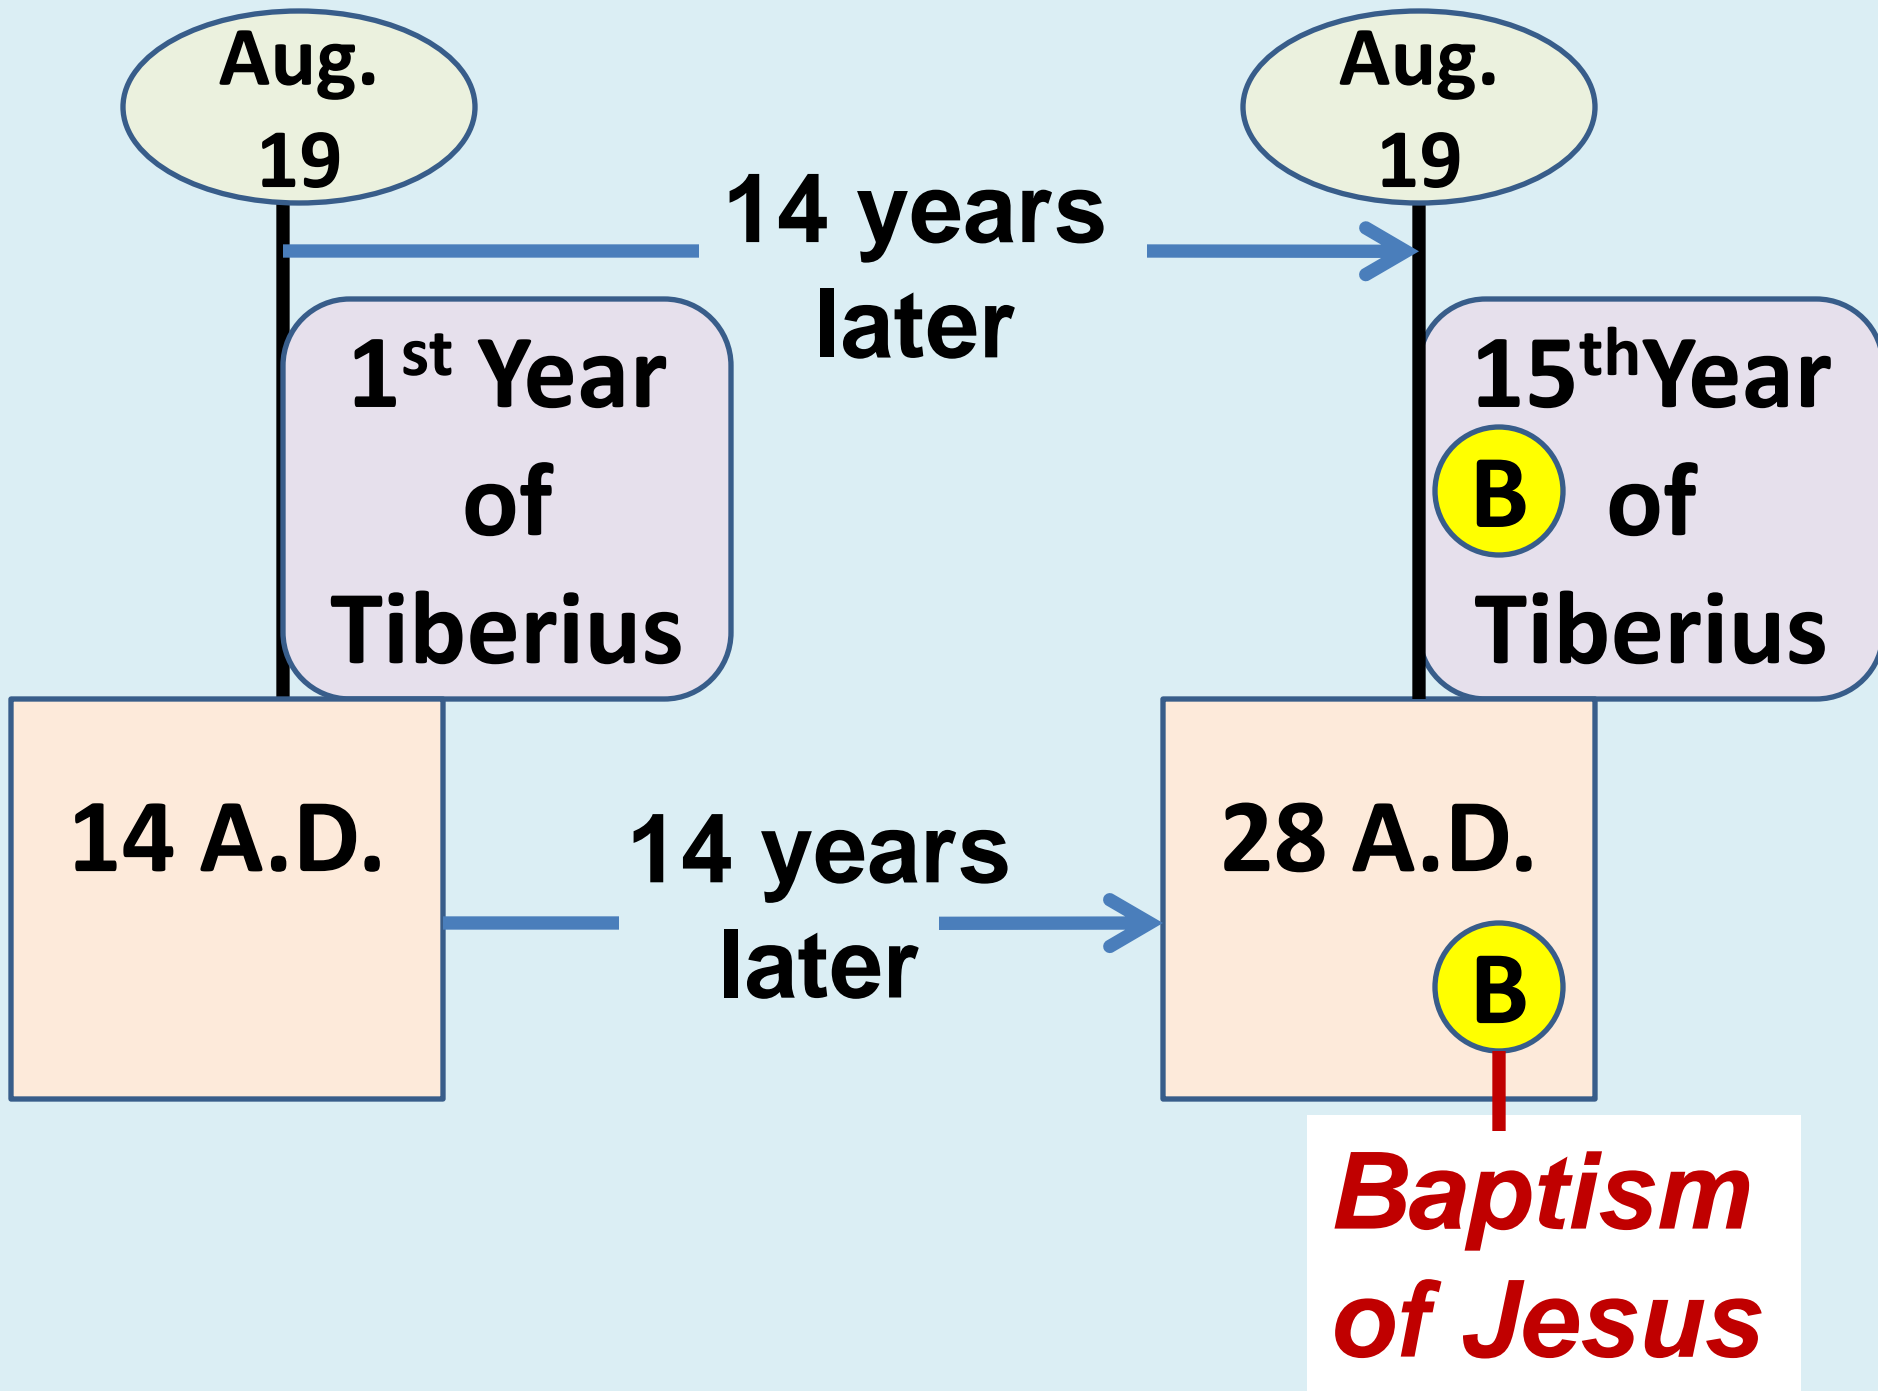 Aug.
19
Aug.
19
14 years
later
1st Year
of
Tiberius
15thYear
B of
Tiberius
14 A.D.
14 years
later
28 A.D.
B
Baptism
of Jesus